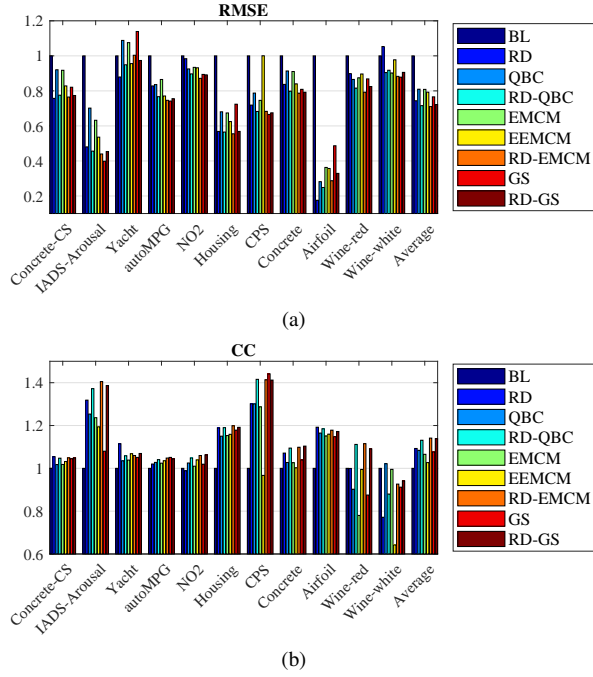 RMSE
1.2
1
0.8
0.6
0.4
0.2
Concrete-CS
IADS-Arousal
Yacht
autoMPG
NO2
Housing
CPS
Concrete
Airfoil
Wine-red
Wine-white
Average
BL
RD
QBC
RD-QBC
EMCM
EEMCM
RD-EMCM
GS
RD-GS
(a)
CC
1.4
1.2
1
0.8
0.6
Concrete-CS
IADS-Arousal
Yacht
autoMPG
NO2
Housing
CPS
Concrete
Airfoil
Wine-red
Wine-white
Average
BL
RD
QBC
RD-QBC
EMCM
EEMCM
RD-EMCM
GS
RD-GS
(b)